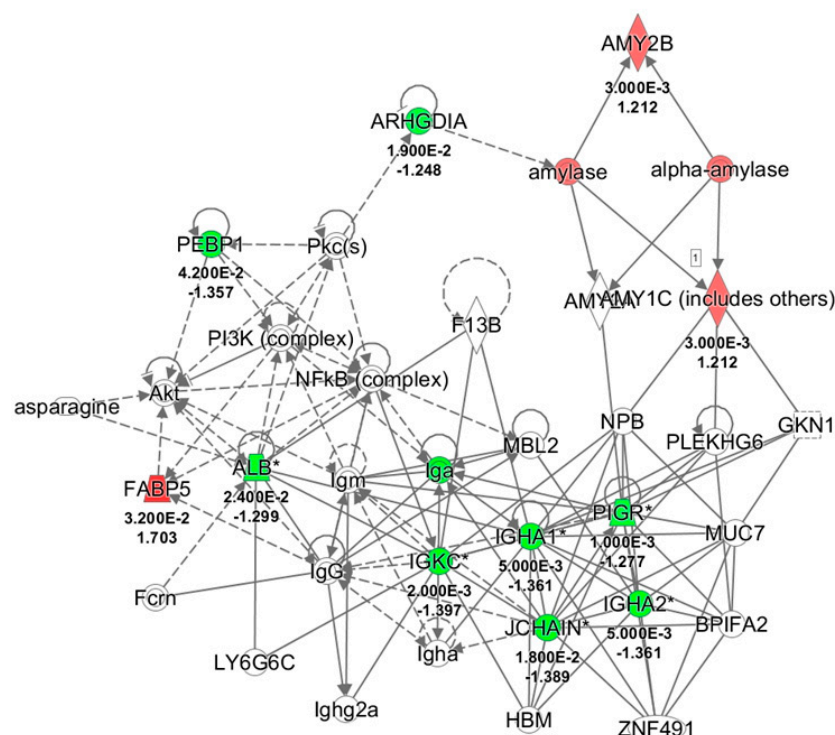 AMY2B
3.000E-3
1.212
ARHGDIA
1.900E-2
-1.248
amylase
alpha-amylase
PEBP1
4.200E-2
-1.357
Pkc(s)
1
AMY1C (includes others)
3.000E-3
1.212
F13B
PI3K (complex)
NFkB (complex)
Akt
asparagine
NPB
GKN1
PLEKHG6
MBL2
ALB*
2.400E-2
-1.299
Iga
Igm
FABP5
3.200E-2
1.703
PIGR*
1.000E-3
-1.277
MUC7
IGHA1*
5.000E-3
-1.361
IGKC*
2.000E-3
-1.397
IgG
Fcrn
IGHA2*
5.000E-3
-1.361
BPIFA2
JCHAIN*
1.800E-2
-1.389
Igha
LY6G6C
Ighg2a
HBM
ZNF491